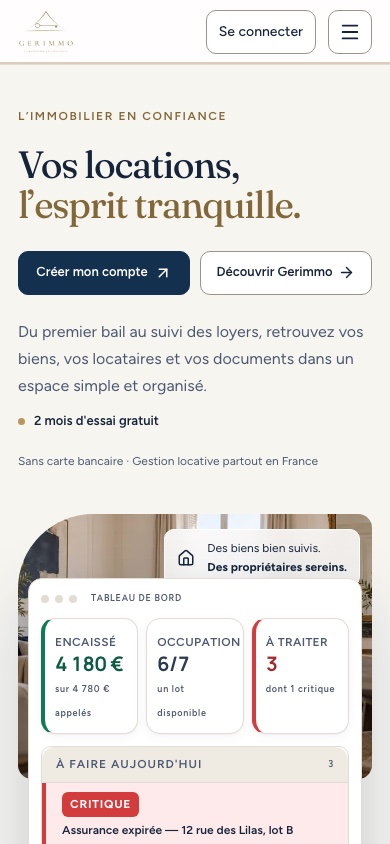 GERIMMO
Se connecter
L'IMMOBILIER EN CONFIANCE
Vos locations,
l'esprit tranquille.
Créer mon compte
Découvrir Gerimmo
Du premier bail au suivi des loyers, retrouvez vos
biens, vos locataires et vos documents dans un
espace simple et organisé.
2 mois d'essai gratuit
Sans carte bancaire · Gestion locative partout en France
Des biens bien suivis.
Des propriétaires sereins.
TABLEAU DE BORD
ENCAISSÉ
4 180 €
sur 4 780 €
appelés
OCCUPATION
6/7
un lot
disponible
À TRAITER
3
dont 1 critique
À FAIRE AUJOURD'HUI 3
CRITIQUE
Assurance expirée — 12 rue des Lilas, lot B